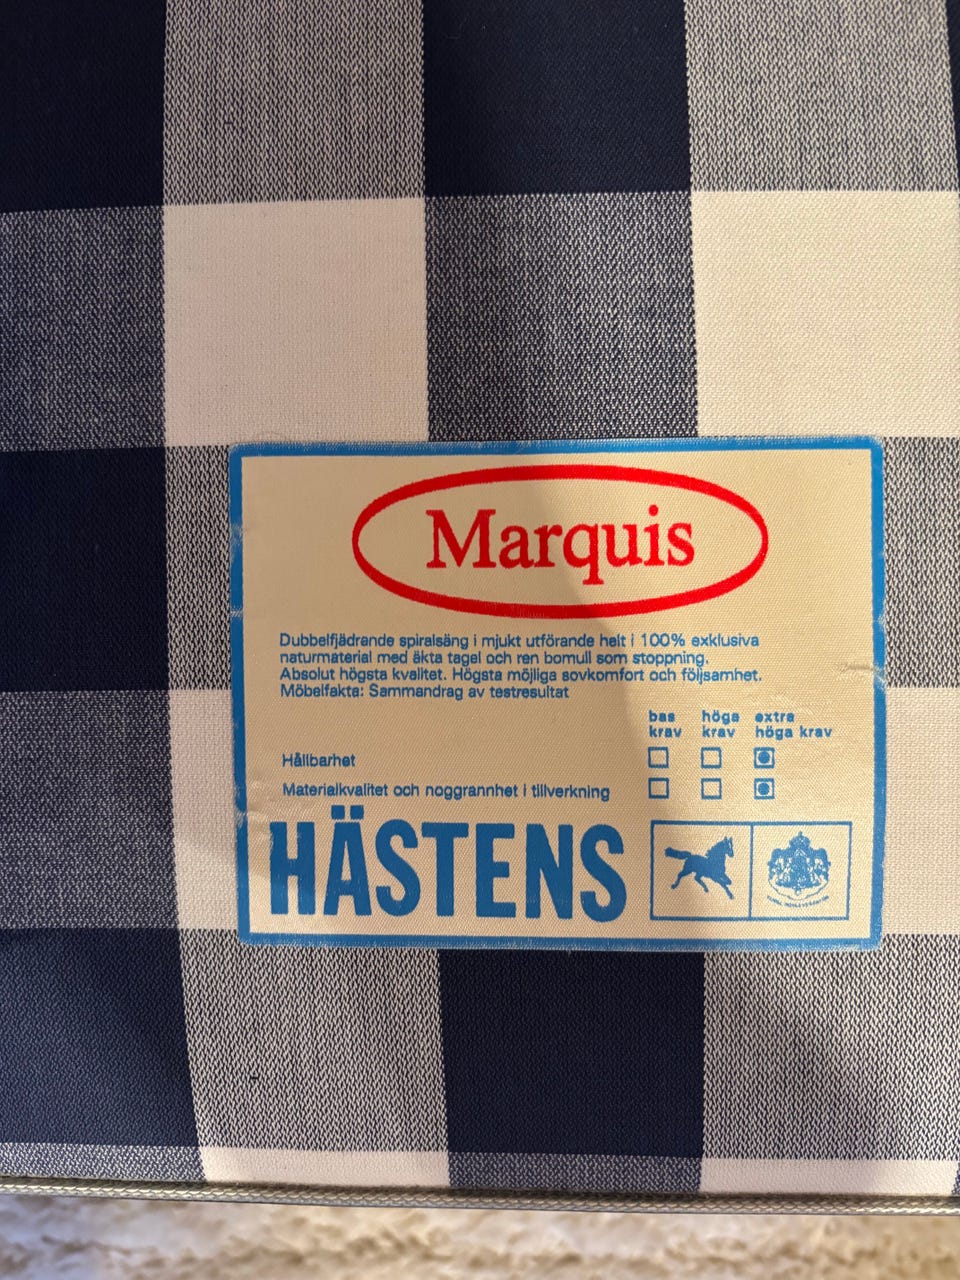 Marquis
Dubbelfjädrande spiralsäng i mjukt utförande helt i 100% exklusiva
naturmaterial med äkta tagel och ren bomull som stoppning.
Absolut högsta kvalitet. Högsta möjliga sovkomfort och följsamhet.
Möbelfakta: Sammandrag av testresultat
bas höga extra
krav krav höga krav
Hållbarhet
Materialkvalitet och noggrannhet i tillverkning
HÄSTENS